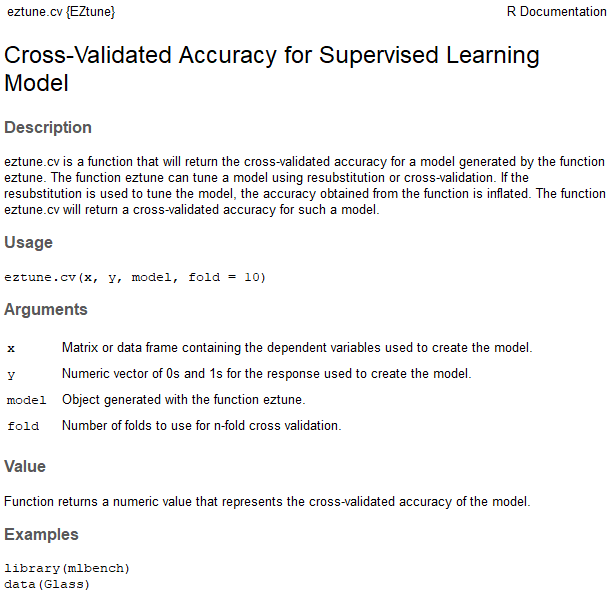 eztune.cv {EZtune} R Documentation
Cross-Validated Accuracy for Supervised Learning
Model
Description
eztune.cv is a function that will return the cross-validated accuracy for a model generated by the function
eztune. The function eztune can tune a model using resubstitution or cross-validation. If the
resubstitution is used to tune the model, the accuracy obtained from the function is inflated. The function
eztune.cv will return a cross-validated accuracy for such a model.
Usage
eztune.cv(x, y, model, fold = 10)
Arguments
x Matrix or data frame containing the dependent variables used to create the model.
y Numeric vector of 0s and 1s for the response used to create the model.
model Object generated with the function eztune.
fold Number of folds to use for n-fold cross validation.
Value
Function returns a numeric value that represents the cross-validated accuracy of the model.
Examples
library(mlbench)
data(Glass)